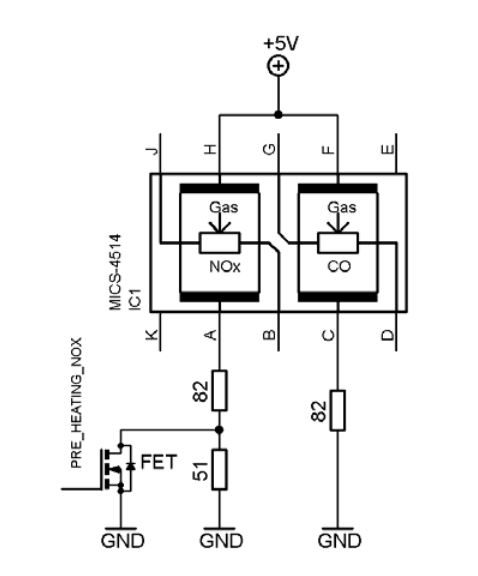 +5V
J
H
G
F
E
Gas
Gas
NOx
CO
MICS-4514
IC1
K
A
B
C
D
82
82
PRE_HEATING_NOX
FET
51
GND
GND
GND